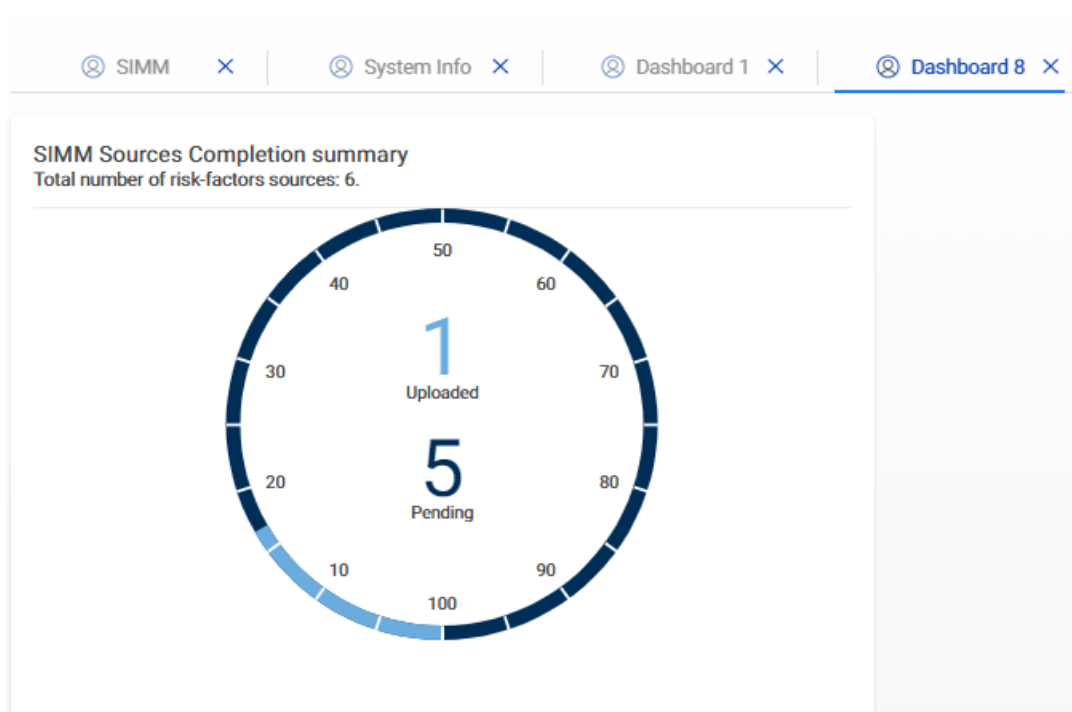 SIMM System Info Dashboard 1 Dashboard 8
SIMM Sources Completion summary
Total number of risk-factors sources: 6.
50
40 60
1
30 70
Uploaded
5
20 80
Pending
10 90
100